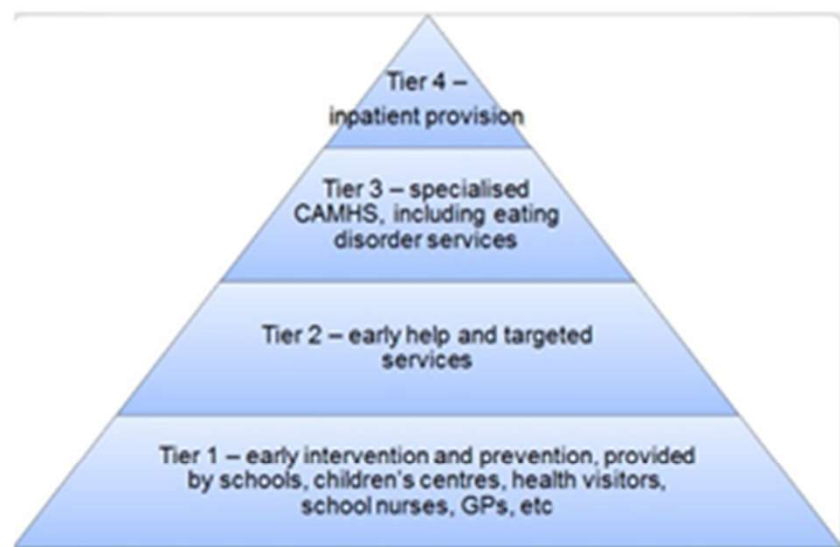 Tier 4 –
inpatient provision
Tier 3 – specialised
CAMHS, including eating
disorder services
Tier 2 – early help and targeted
services
Tier 1 – early intervention and prevention, provided
by schools, children's centres, health visitors,
school nurses, GPs, etc